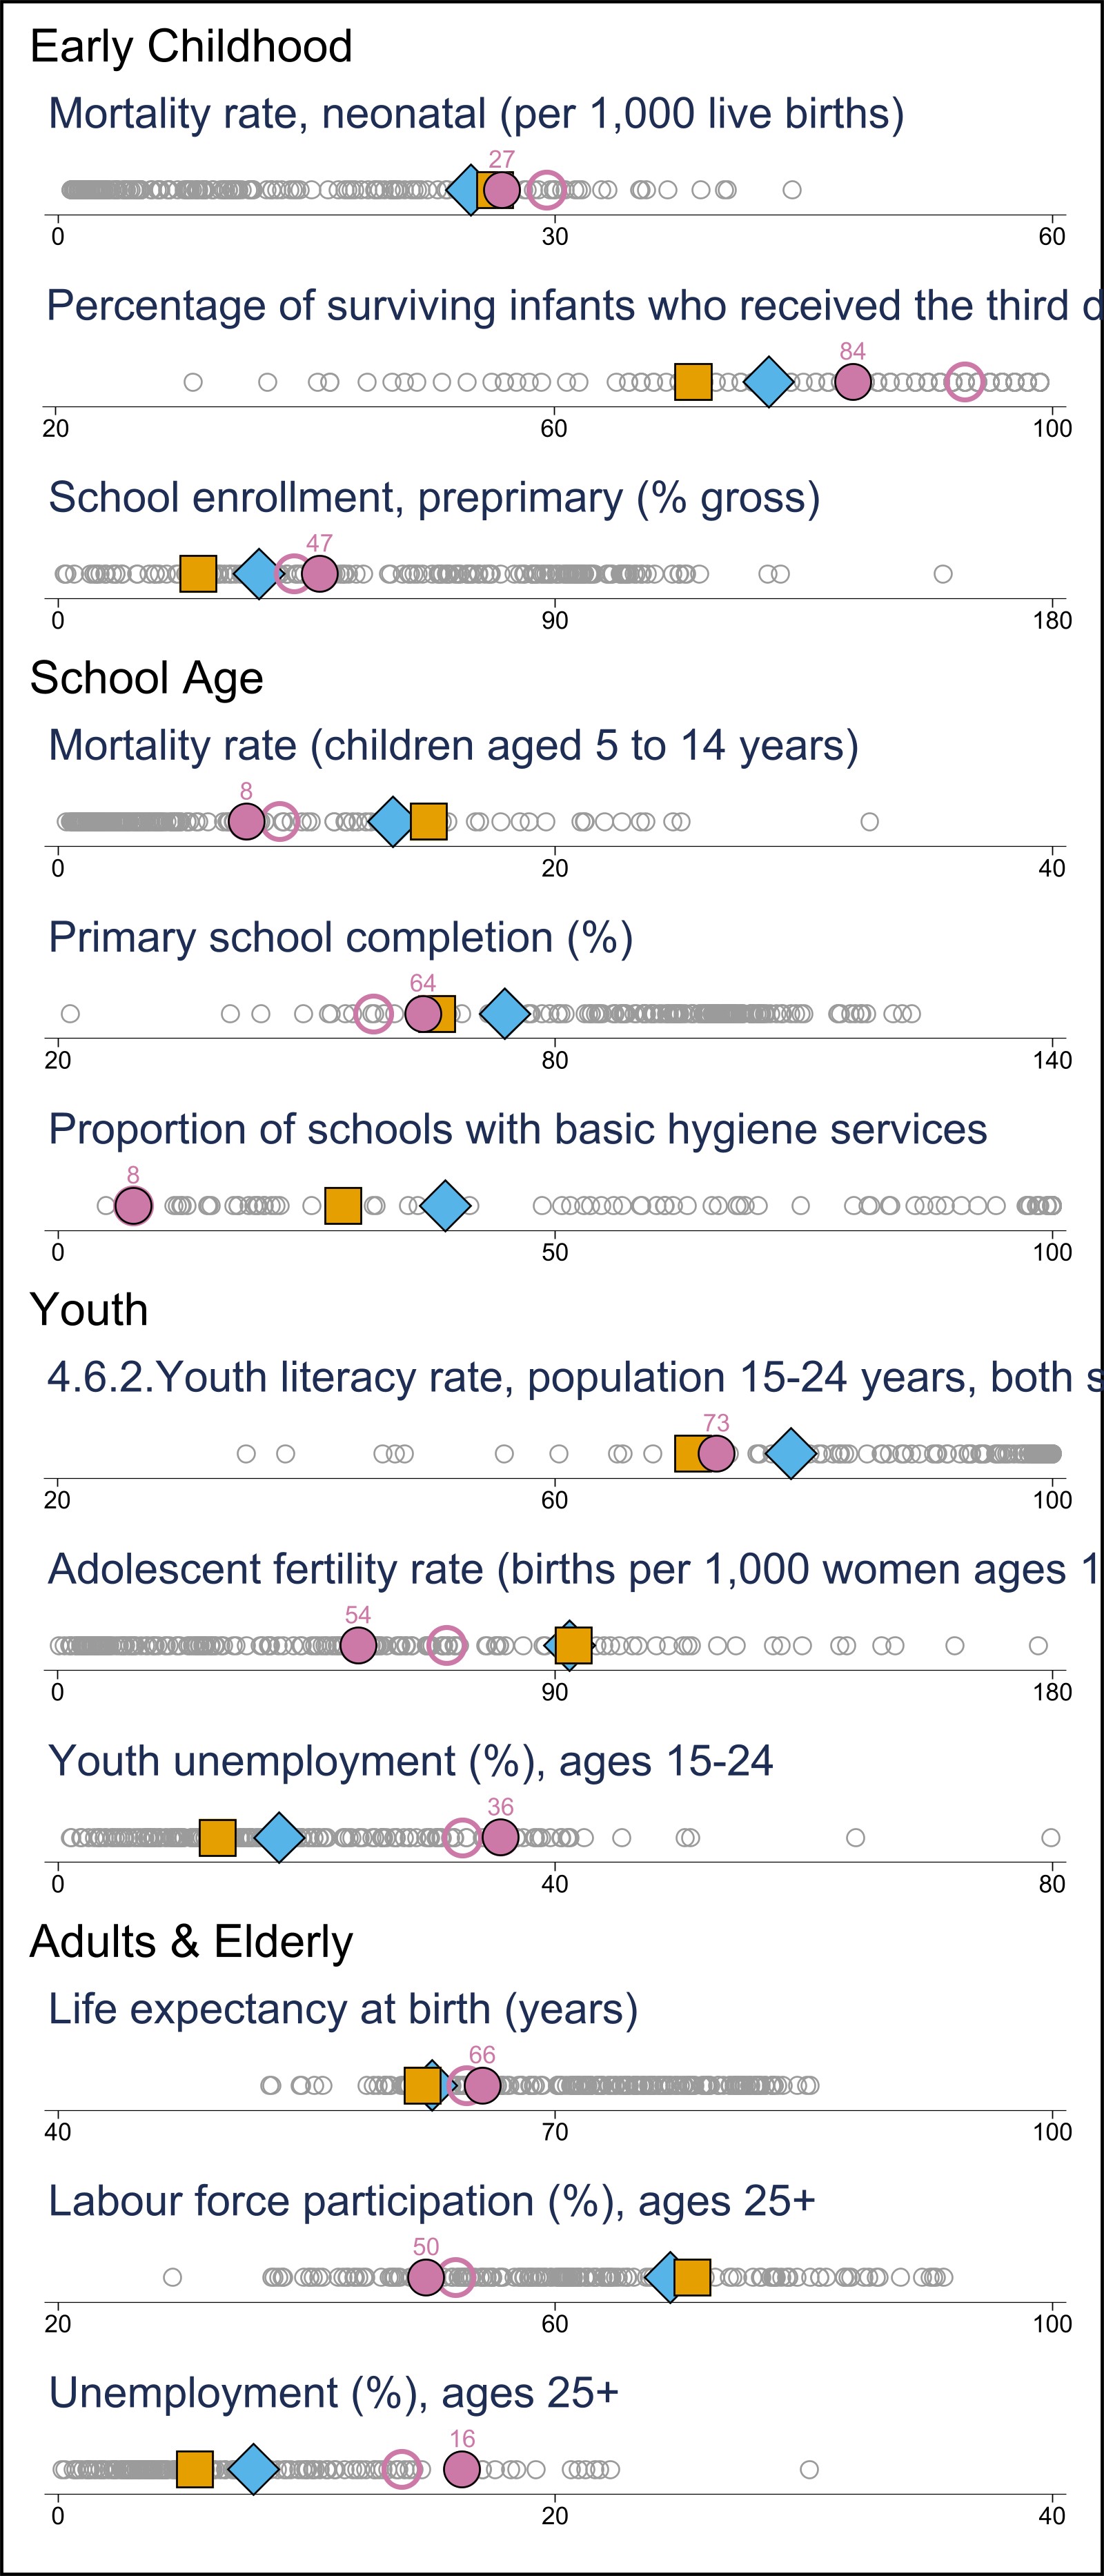 Early Childhood
Mortality rate, neonatal (per 1,000 live births)
27
0 30 60
Percentage of surviving infants who received the third d
84
20 60 100
School enrollment, preprimary (% gross)
47
0 90 180
School Age
Mortality rate (children aged 5 to 14 years)
8
0 20 40
Primary school completion (%)
64
20 80 140
Proportion of schools with basic hygiene services
8
0 50 100
Youth
4.6.2.Youth literacy rate, population 15-24 years, both s
73
20 60 100
Adolescent fertility rate (births per 1,000 women ages 1
54
0 90 180
Youth unemployment (%), ages 15-24
36
0 40 80
Adults & Elderly
Life expectancy at birth (years)
66
40 70 100
Labour force participation (%), ages 25+
50
20 60 100
Unemployment (%), ages 25+
16
0 20 40